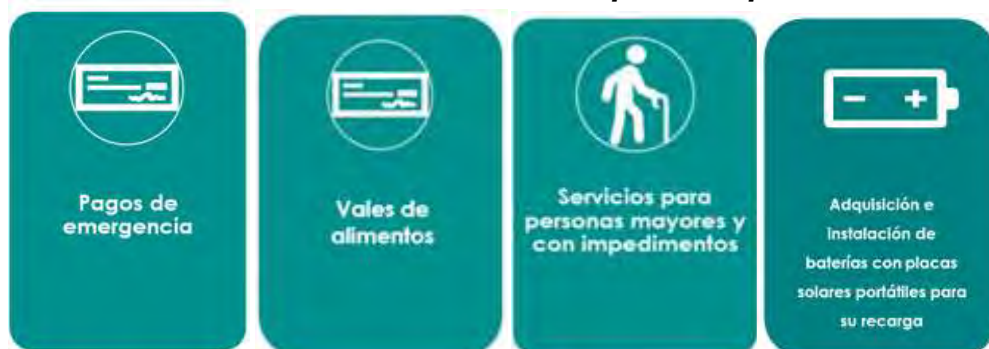 Pagos de
emergencia
Vales de
alimentos
Servicios para
personas mayores y
con impedimentos
Adquisición e
instalación de
baterías con placas
solares portátiles para
su recarga